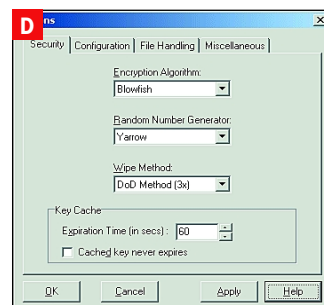 D
ns
Security
Configuration
File Handling
Miscellaneous
Encryption Algorithm:
Blowfish
Random Number Generator:
Yarrow
Wipe Method:
DoD Method (3x)
Key Cache
Expiration Time (in secs) : 60
Cached key never expires
OK
Cancel
Apply
Help